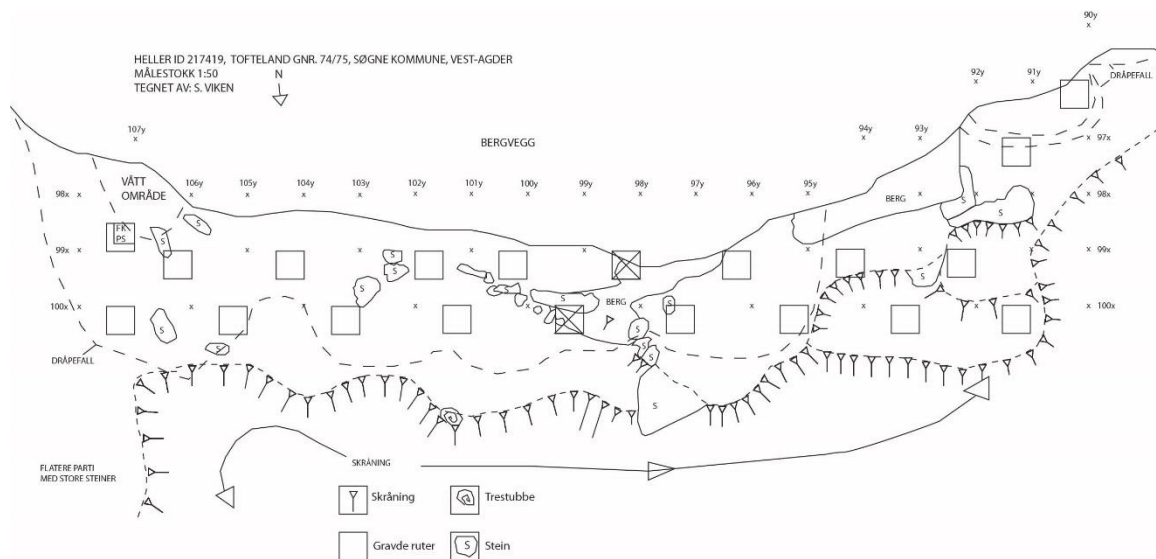 90y
HELLER ID 217419, TOFTELAND GNR. 74/75, SØGNE KOMMUNE, VEST-AGDER
MÅLESTOKK 1:50
TEGNET AV: S. VIKEN
N
92y
91y
DRÅPEFALL
107y
94y
93y
97x
BERGVEGG
VÅTT
OMRÅDE
98x
106y
105y
104y
103y
102y
101y
100y
99y
98y
97y
96y
95y
BERG
S
98x
S
S
S
FK
PS
99x
S
S
S
S
99x
S
S
S
BERG
S
100x
100x
S
S
S
S
DRÅPEFALL
S
FLATERE PARTI
MED STORE STEINER
SKRÅNING
Skråning
Trestubbe
Gravde ruter
S
Stein